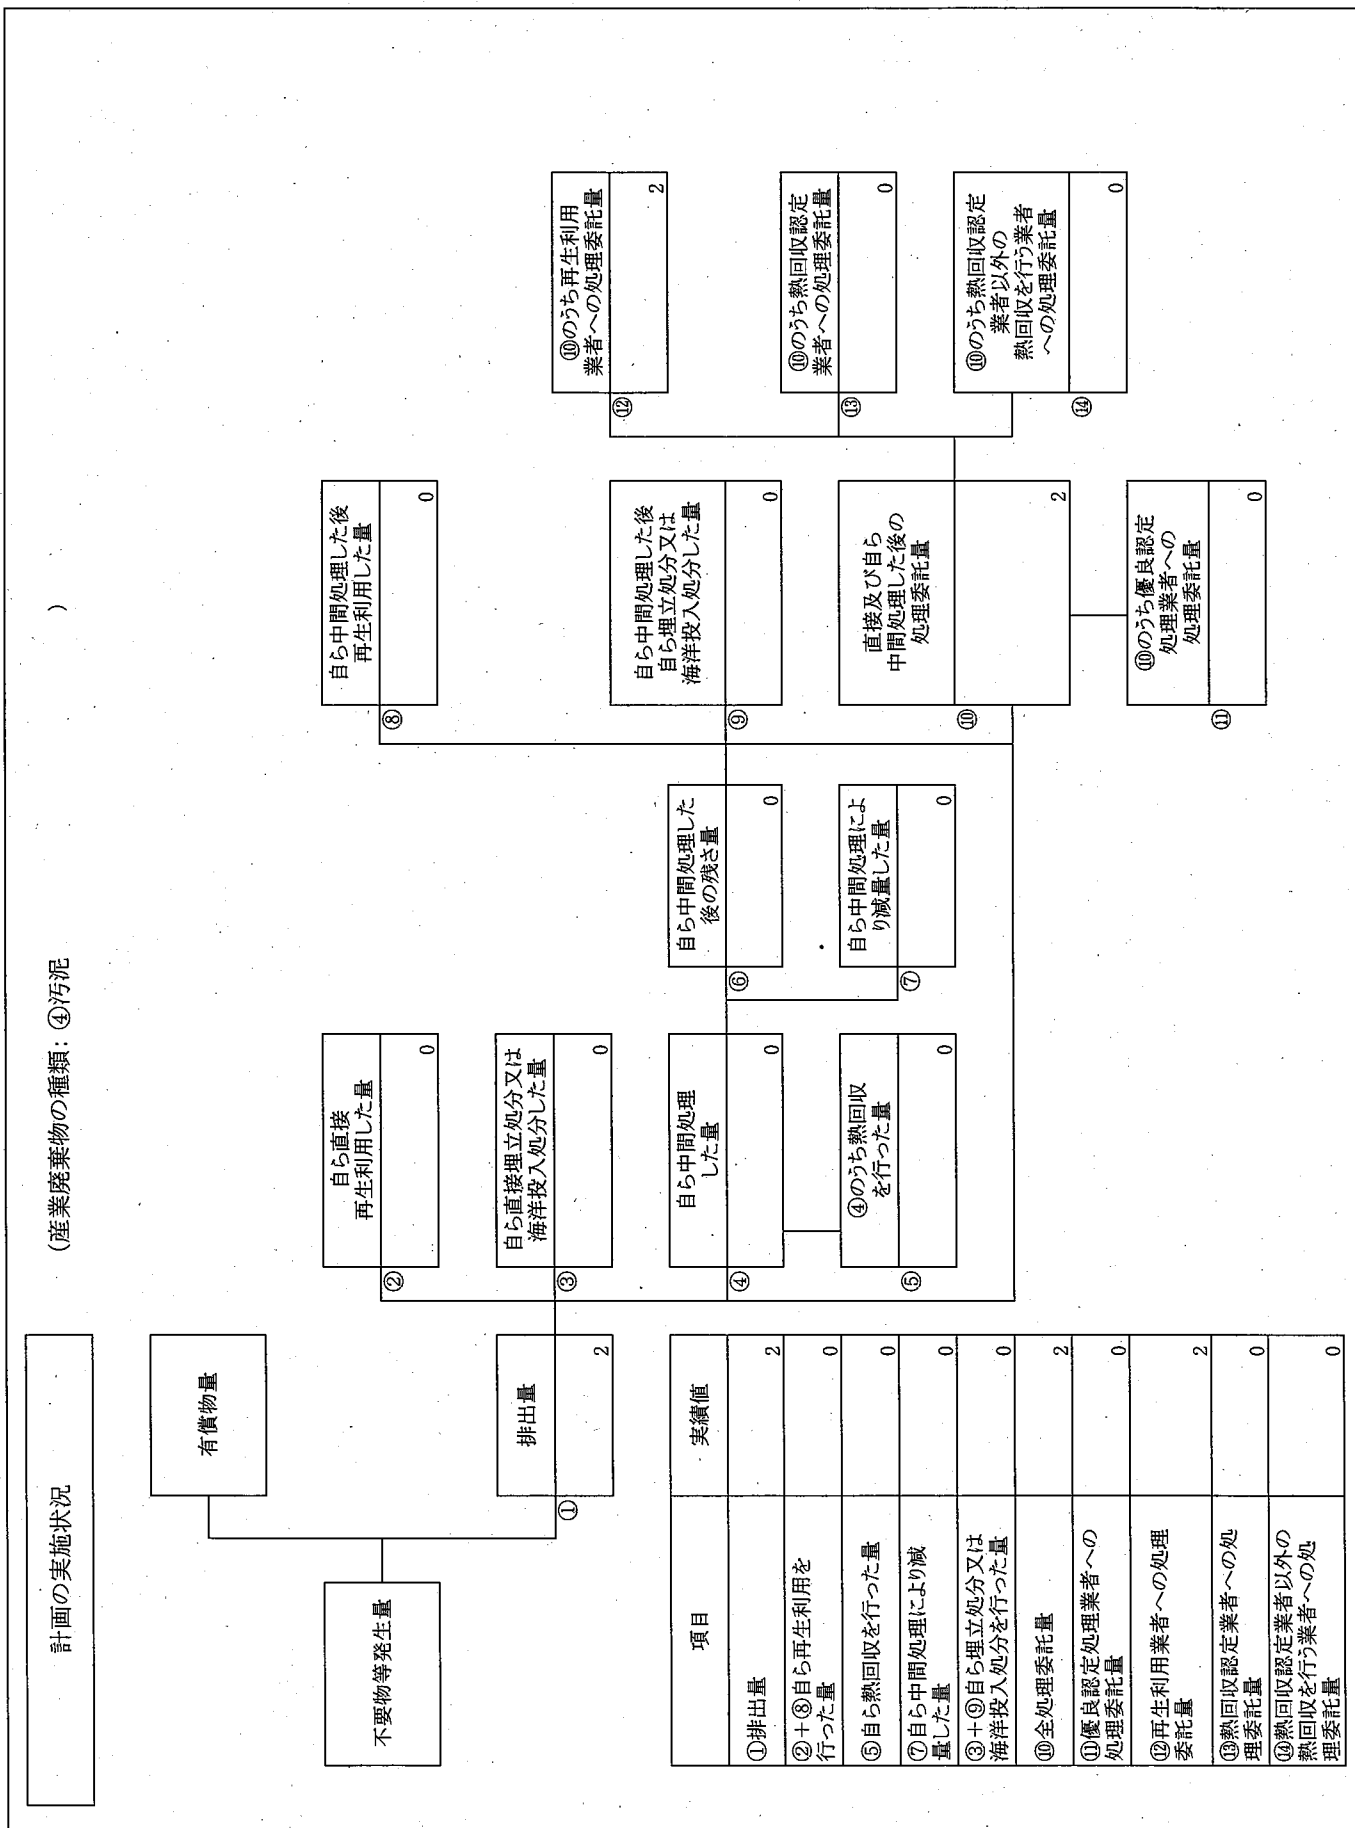 計画の実施状況
(産業廃棄物の種類：④汚泥 )
有償物量
不要物等発生量
①
排出量
2
②
自ら直接
再生利用した量
0
③
自ら直接埋立処分又は
海洋投入処分した量
0
④
自ら中間処理
した量
0
⑤
④のうち熱回収
を行った量
0
⑥
自ら中間処理した
後の残さ量
0
⑦
自ら中間処理によ
り減量した量
0
⑧
自ら中間処理した後
再生利用した量
0
⑨
自ら中間処理した後
自ら埋立処分又は
海洋投入処分した量
0
⑩
直接及び自ら
中間処理した後の
処理委託量
2
⑪
⑩のうち優良認定
処理業者への
処理委託量
0
⑫
⑩のうち再生利用
業者への処理委託量
2
⑬
⑩のうち熱回収認定
業者への処理委託量
0
⑭
⑩のうち熱回収認定
業者以外の
熱回収を行う業者
への処理委託量
0
項目 実績値
①排出量 2
②＋⑧自ら再生利用を
行った量 0
⑤自ら熱回収を行った量 0
⑦自ら中間処理により減
量した量 0
③＋⑨自ら埋立処分又は
海洋投入処分を行った量 0
⑩全処理委託量 2
⑪優良認定処理業者への
処理委託量 0
⑫再生利用業者への処理
委託量 2
⑬熱回収認定業者への処
理委託量 0
⑭熱回収認定業者以外の
熱回収を行う業者への処
理委託量 0